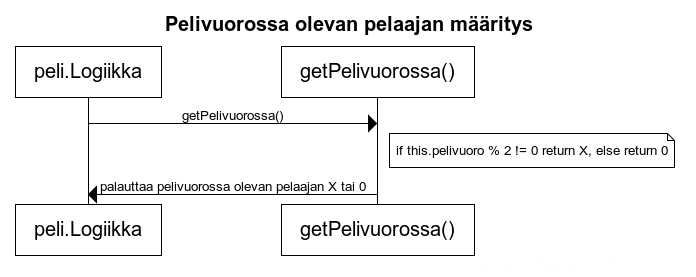 Pelivuorossa olevan pelaajan määritys
peli.Logiikka
getPelivuorossa()
getPelivuorossa()
if this.pelivuoro % 2 != 0 return X, else return 0
palauttaa pelivuorossa olevan pelaajan X tai 0
peli.Logiikka
getPelivuorossa()